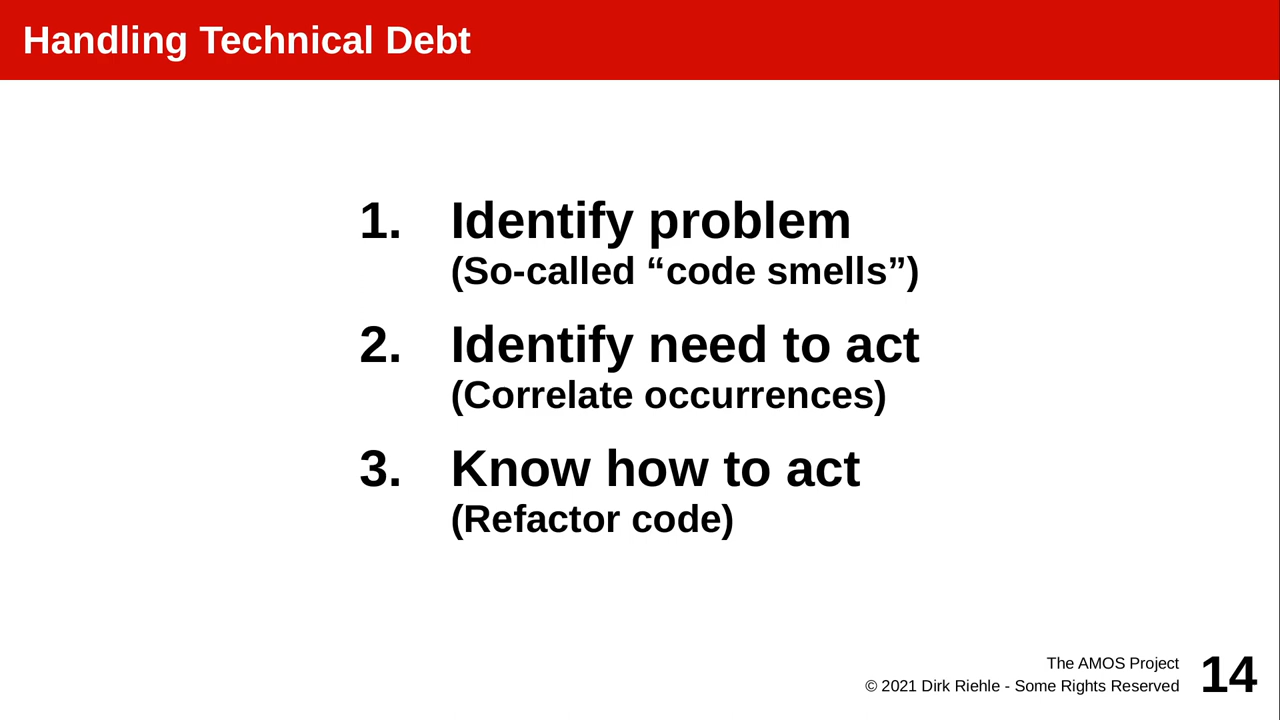 Handling Technical Debt
1. Identify problem
(So-called “code smells”)
2. Identify need to act
(Correlate occurrences)
3. Know how to act
(Refactor code)
The AMOS Project
© 2021 Dirk Riehle - Some Rights Reserved
14